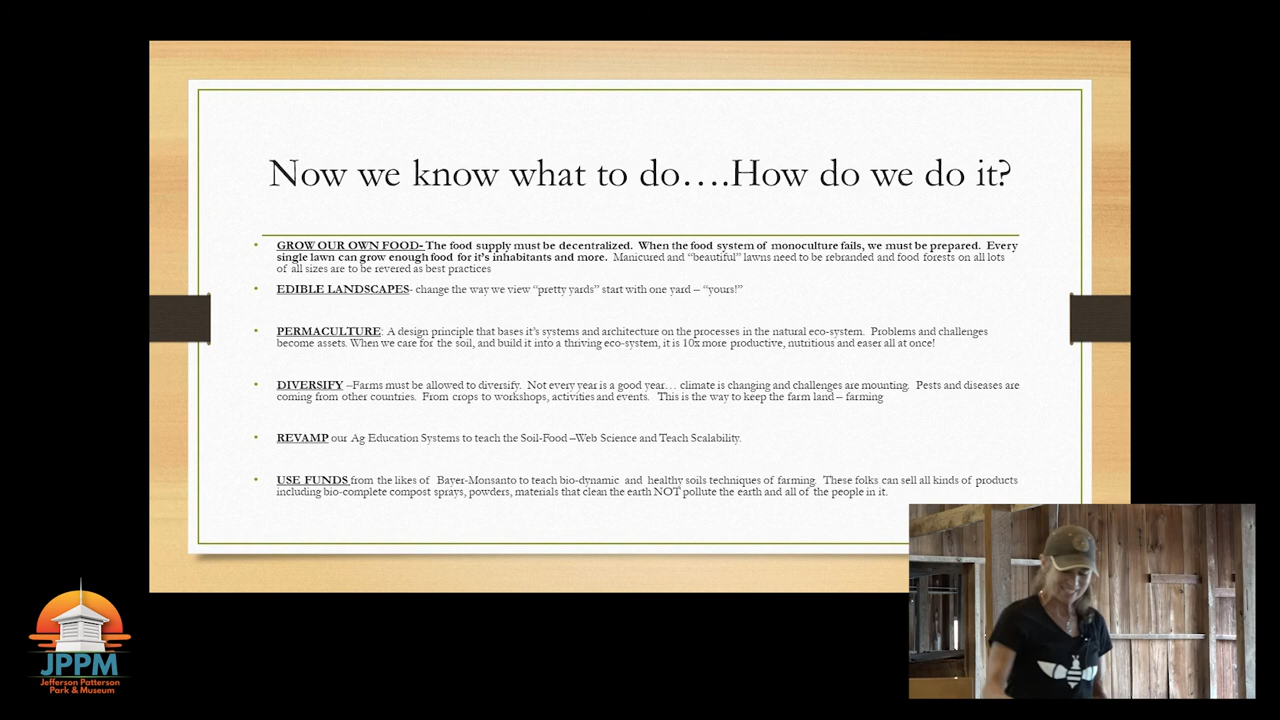 Now we know what to do….How do we do it?
GROW OUR OWN FOOD- The food supply must be decentralized. When the food system of monoculture fails, we must be prepared. Every
single lawn can grow enough food for it's inhabitants and more. Manicured and “beautiful” lawns need to be rebranded and food forests on all lots
of all sizes are to be revered as best practices
EDIBLE LANDSCAPES- change the way we view “pretty yards” start with one yard – “yours!”
PERMACULTURE: A design principle that bases it's systems and architecture on the processes in the natural eco-system. Problems and challenges
become assets. When we care for the soil, and build it into a thriving eco-system, it is 10x more productive, nutritious and easer all at once!
DIVERSIFY –Farms must be allowed to diversify. Not every year is a good year… climate is changing and challenges are mounting. Pests and diseases are
coming from other countries. From crops to workshops, activities and events. This is the way to keep the farm land – farming
REVAMP our Ag Education Systems to teach the Soil-Food –Web Science and Teach Scalability.
USE FUNDS from the likes of Bayer-Monsanto to teach bio-dynamic and healthy soils techniques of farming. These folks can sell all kinds of products
including bio-complete compost sprays, powders, materials that clean the earth NOT pollute the earth and all of the people in it.
JPPM
Jefferson Patterson
Park & Museum